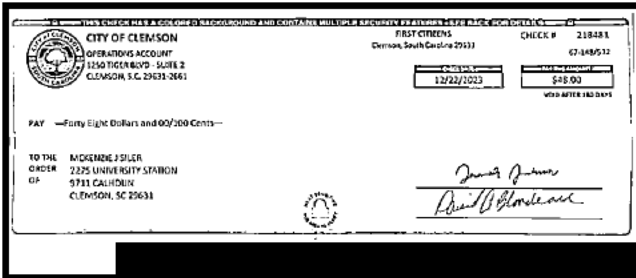 THIS CHECK HAS A COLORED BACKGROUND AND CONTAINS MULTIPLE SECURITY FEATURES - SEE BACK FOR DETAILS
CITY OF CLEMSON
OPERATIONS ACCOUNT
1250 TIGER BLVD - SUITE 2
CLEMSON, S.C. 29631-2661
FIRST CITIZENS
Clemson, South Carolina 29633
CHECK # 218481
67-148/532
12/22/2023
$48.00
VOID AFTER 180 DAYS
PAY —Forty Eight Dollars and 00/100 Cents—
TO THE
ORDER
OF
MCKENZIE J SILER
2275 UNIVERSITY STATION
9711 CALHOUN
CLEMSON, SC 29631